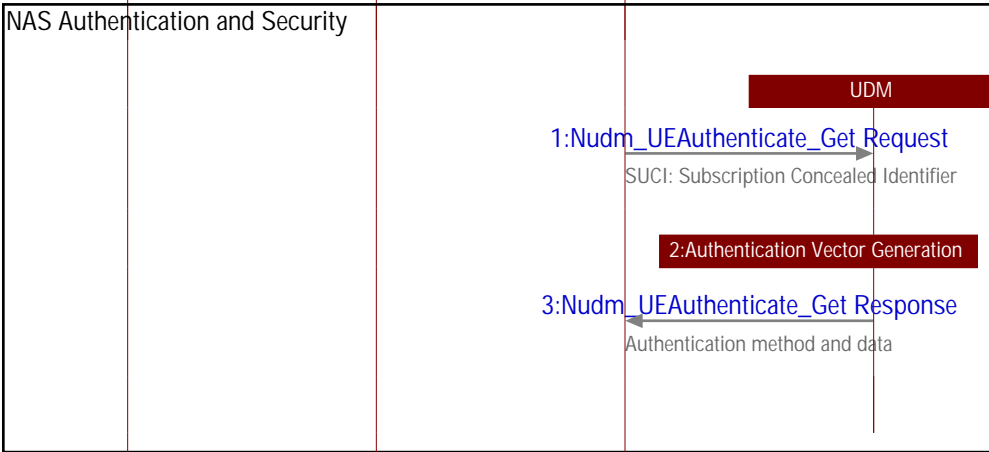 NAS Authentication and Security
UDM
1:Nudm_UEAuthenticate_Get Request
SUCI: Subscription Concealed Identifier
2:Authentication Vector Generation
3:Nudm_UEAuthenticate_Get Response
Authentication method and data